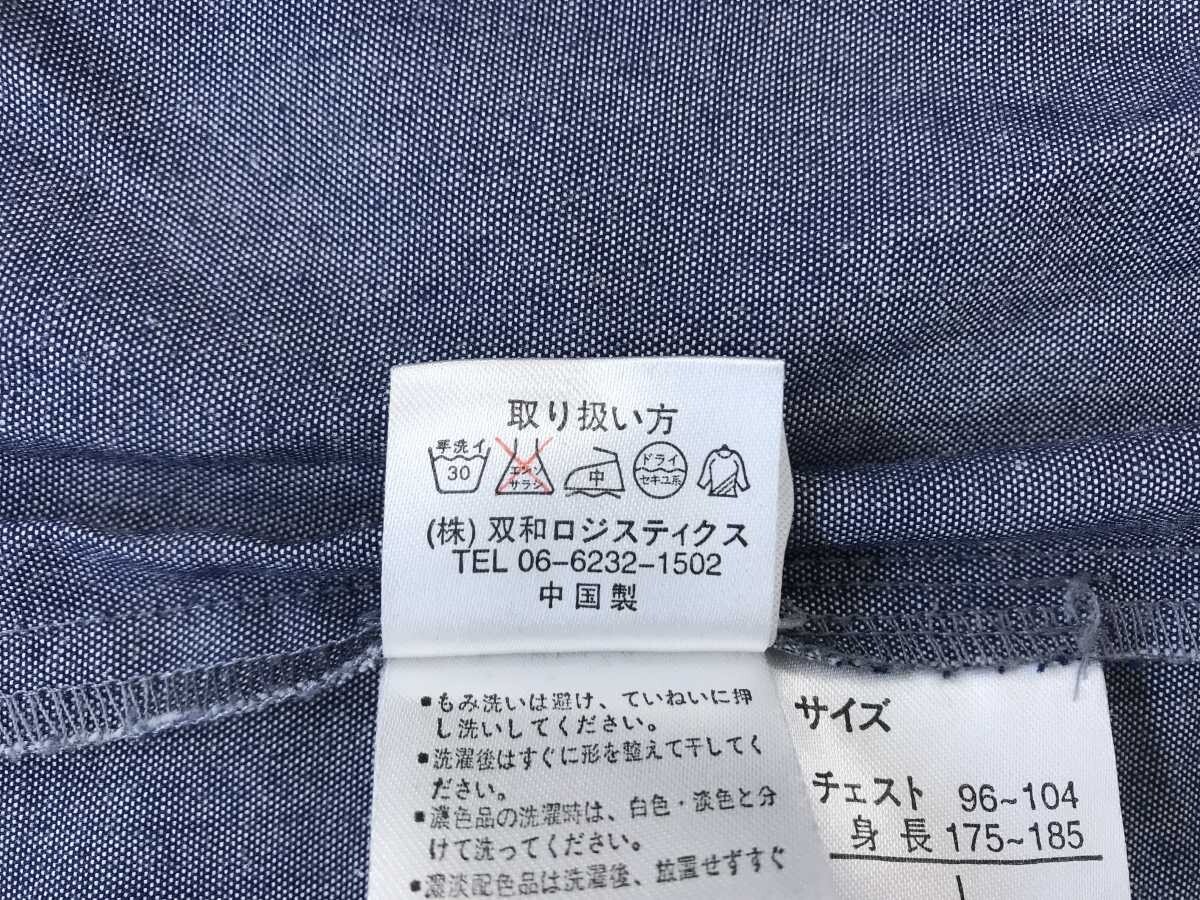 取り扱い方
手洗イ
30
エンソ
サラシ
中
ドライ
セキユ系
(株) 双和ロジスティクス
TEL 06-6232-1502
中国製
•もみ洗いは避け、ていねいに押
し洗いしてください。
•洗濯後はすぐに形を整えて干してく
ださい。
•濃色品の洗濯時は、白色・淡色と分
けて洗ってください。
•濃淡配色品は洗濯後、放置せずすぐ
サイズ
チェスト 96~104
身長 175~185